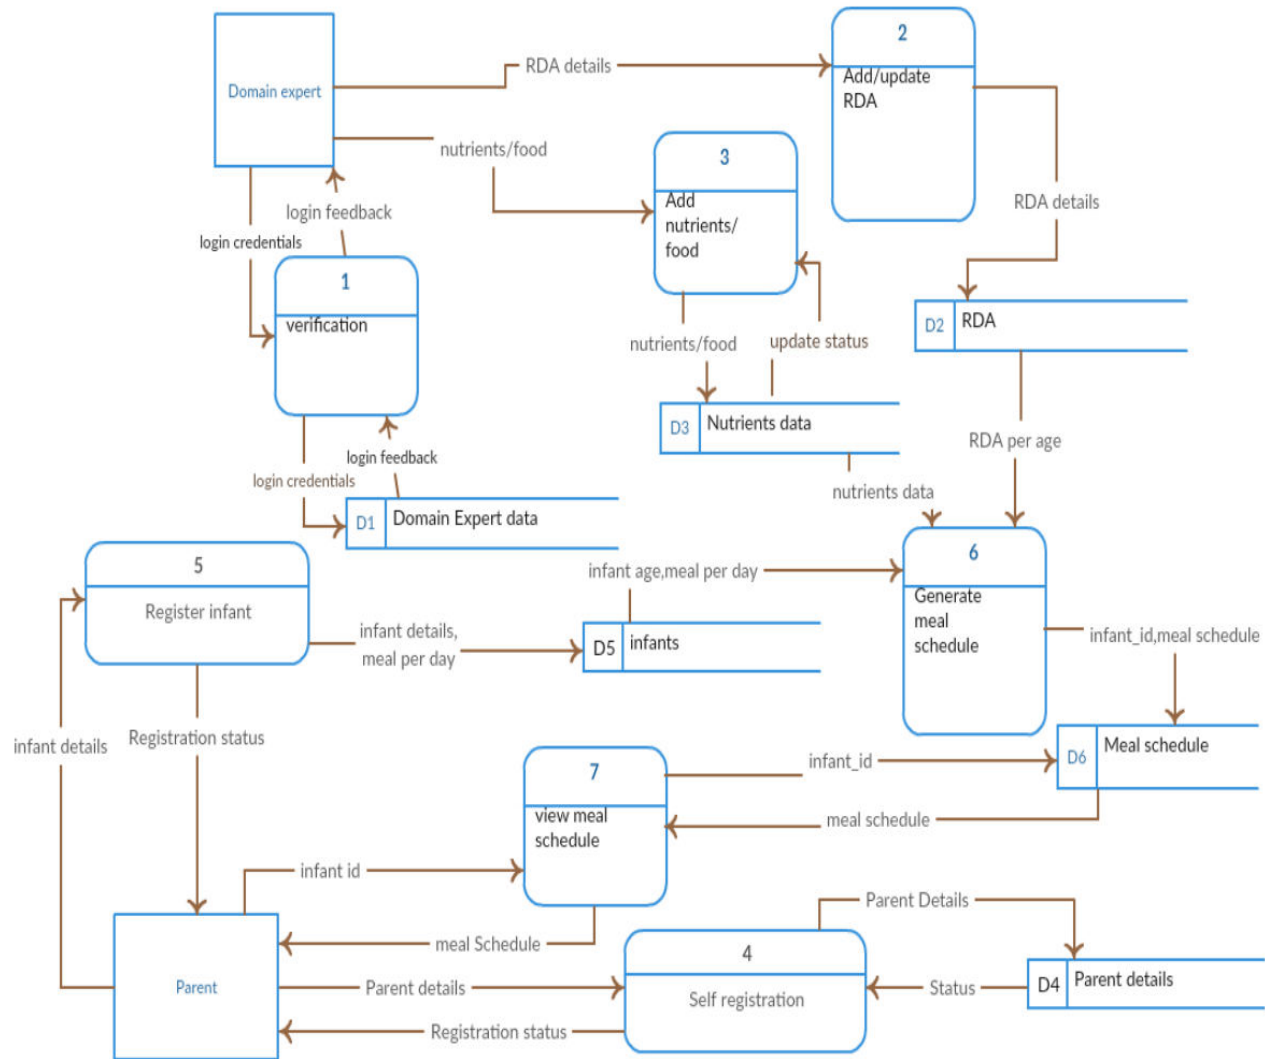 2
RDA details
Add/update
RDA
Domain expert
nutrients/food
3
Add
nutrients/
food
RDA details
login feedback
login credentials
1
verification
D2
RDA
nutrients/food
update status
D3
Nutrients data
RDA per age
login feedback
login credentials
nutrients data
D1
Domain Expert data
5
Register infant
infant age,meal per day
6
Generate
meal
schedule
infant details,
meal per day
D5
infants
infant_id,meal schedule
infant details
Registration status
D6
Meal schedule
infant_id
7
view meal
schedule
meal schedule
infant id
Parent Details
meal Schedule
4
Self registration
Parent
Parent details
Status
D4
Parent details
Registration status